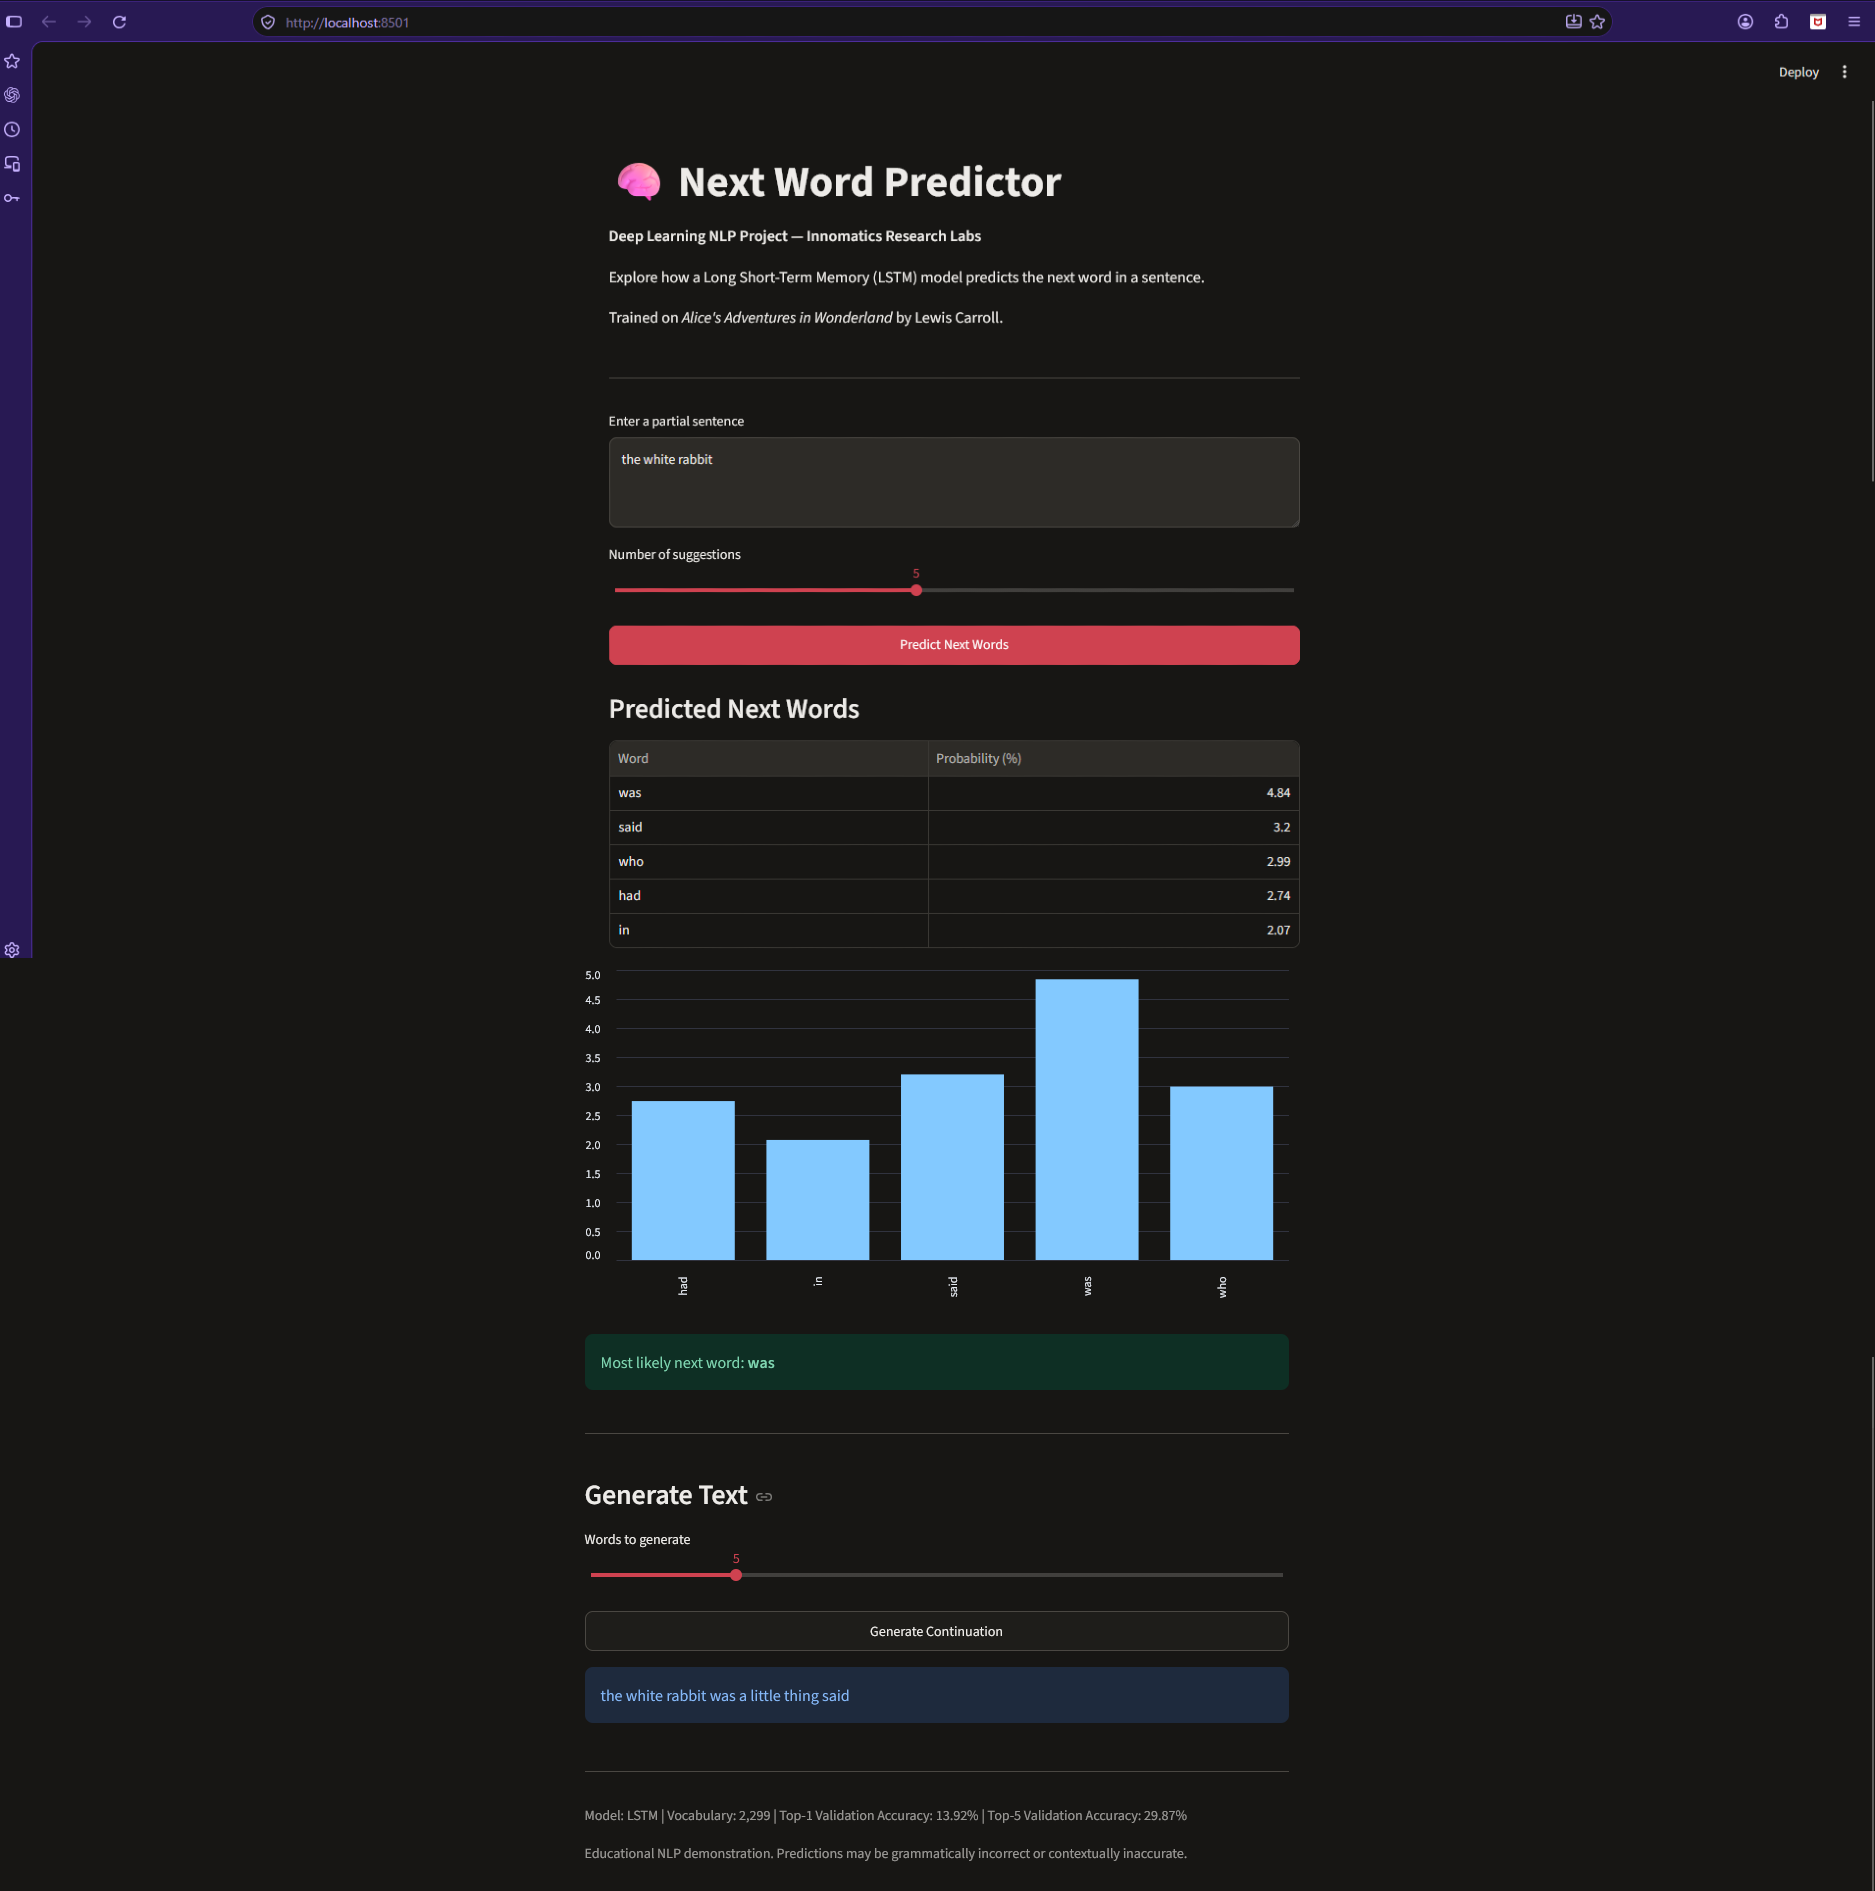 http://localhost:8501
Deploy
Next Word Predictor
Deep Learning NLP Project — Innomatics Research Labs
Explore how a Long Short-Term Memory (LSTM) model predicts the next word in a sentence.
Trained on Alice's Adventures in Wonderland by Lewis Carroll.
Enter a partial sentence
the white rabbit
Number of suggestions
5
Predict Next Words
Predicted Next Words
Word Probability (%)
was 4.84
said 3.2
who 2.99
had 2.74
in 2.07
5.0
4.5
4.0
3.5
3.0
2.5
2.0
1.5
1.0
0.5
0.0
had in said was who
Most likely next word: was
Generate Text
Words to generate
5
Generate Continuation
the white rabbit was a little thing said
Model: LSTM | Vocabulary: 2,299 | Top-1 Validation Accuracy: 13.92% | Top-5 Validation Accuracy: 29.87%
Educational NLP demonstration. Predictions may be grammatically incorrect or contextually inaccurate.